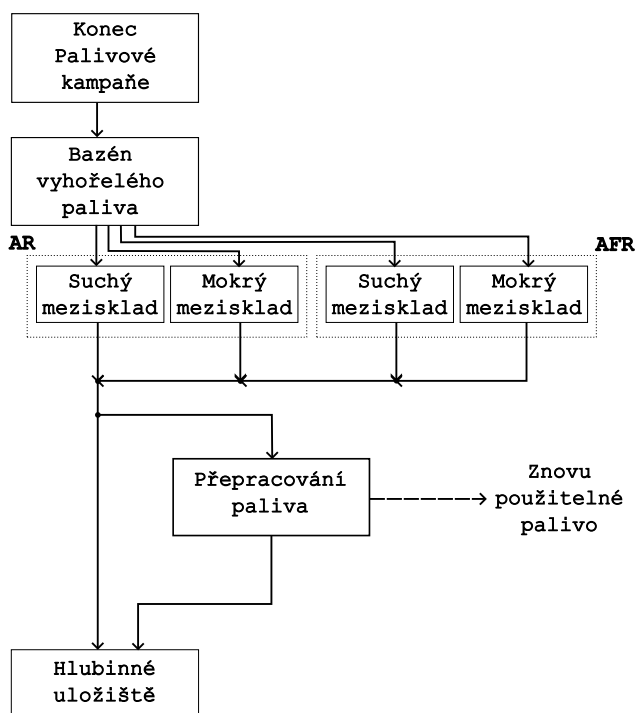 Konec
Palivové
kampaňe
Bazén
vyhořelého
paliva
AR
AFR
Suchý
mezisklad
Mokrý
mezisklad
Suchý
mezisklad
Mokrý
mezisklad
Přepracování
paliva
Znovu
použitelné
palivo
Hlubinné
uložiště